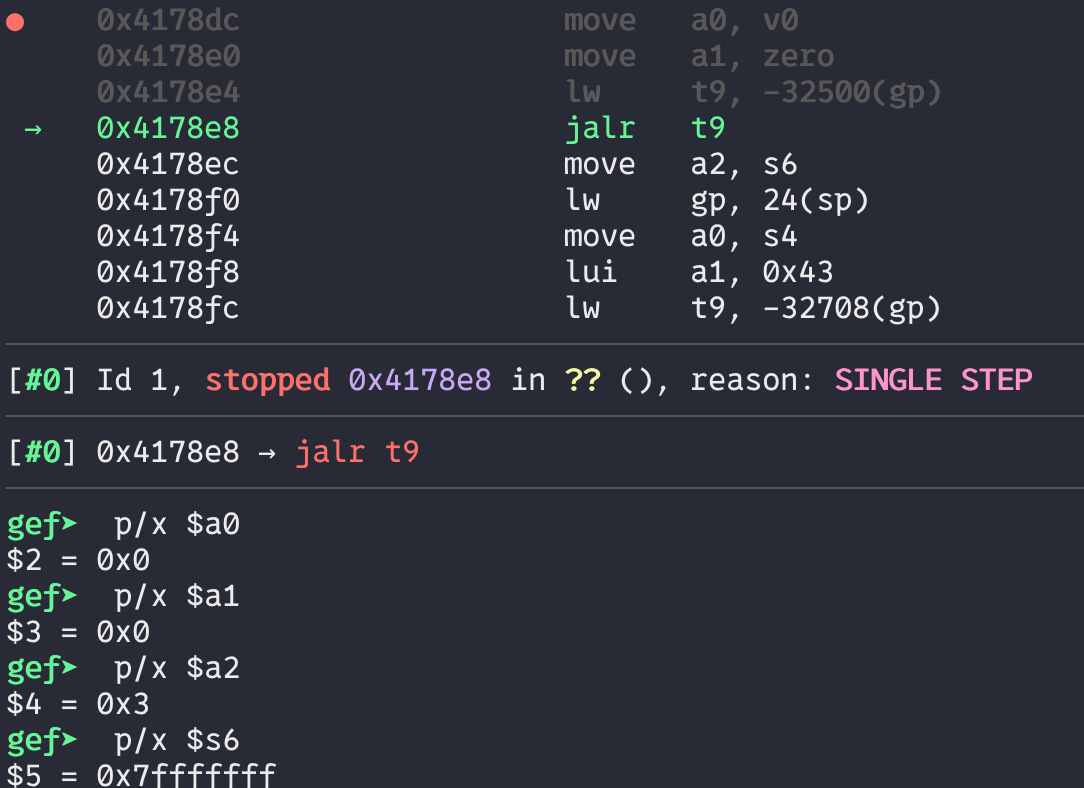 0x4178dc move a0, v0
0x4178e0 move a1, zero
0x4178e4 lw t9, -32500(gp)
→ 0x4178e8 jalr t9
0x4178ec move a2, s6
0x4178f0 lw gp, 24(sp)
0x4178f4 move a0, s4
0x4178f8 lui a1, 0x43
0x4178fc lw t9, -32708(gp)
[#0] Id 1, stopped 0x4178e8 in ?? (), reason: SINGLE STEP
[#0] 0x4178e8 → jalr t9
gef➤ p/x $a0
$2 = 0x0
gef➤ p/x $a1
$3 = 0x0
gef➤ p/x $a2
$4 = 0x3
gef➤ p/x $s6
$5 = 0x7fffffff